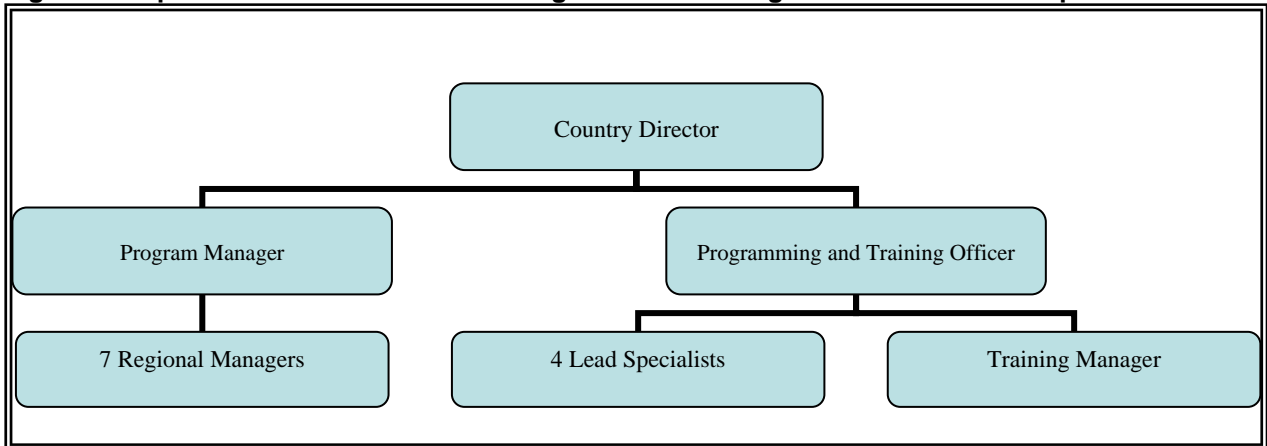 Country Director
Program Manager
Programming and Training Officer
7 Regional Managers
4 Lead Specialists
Training Manager